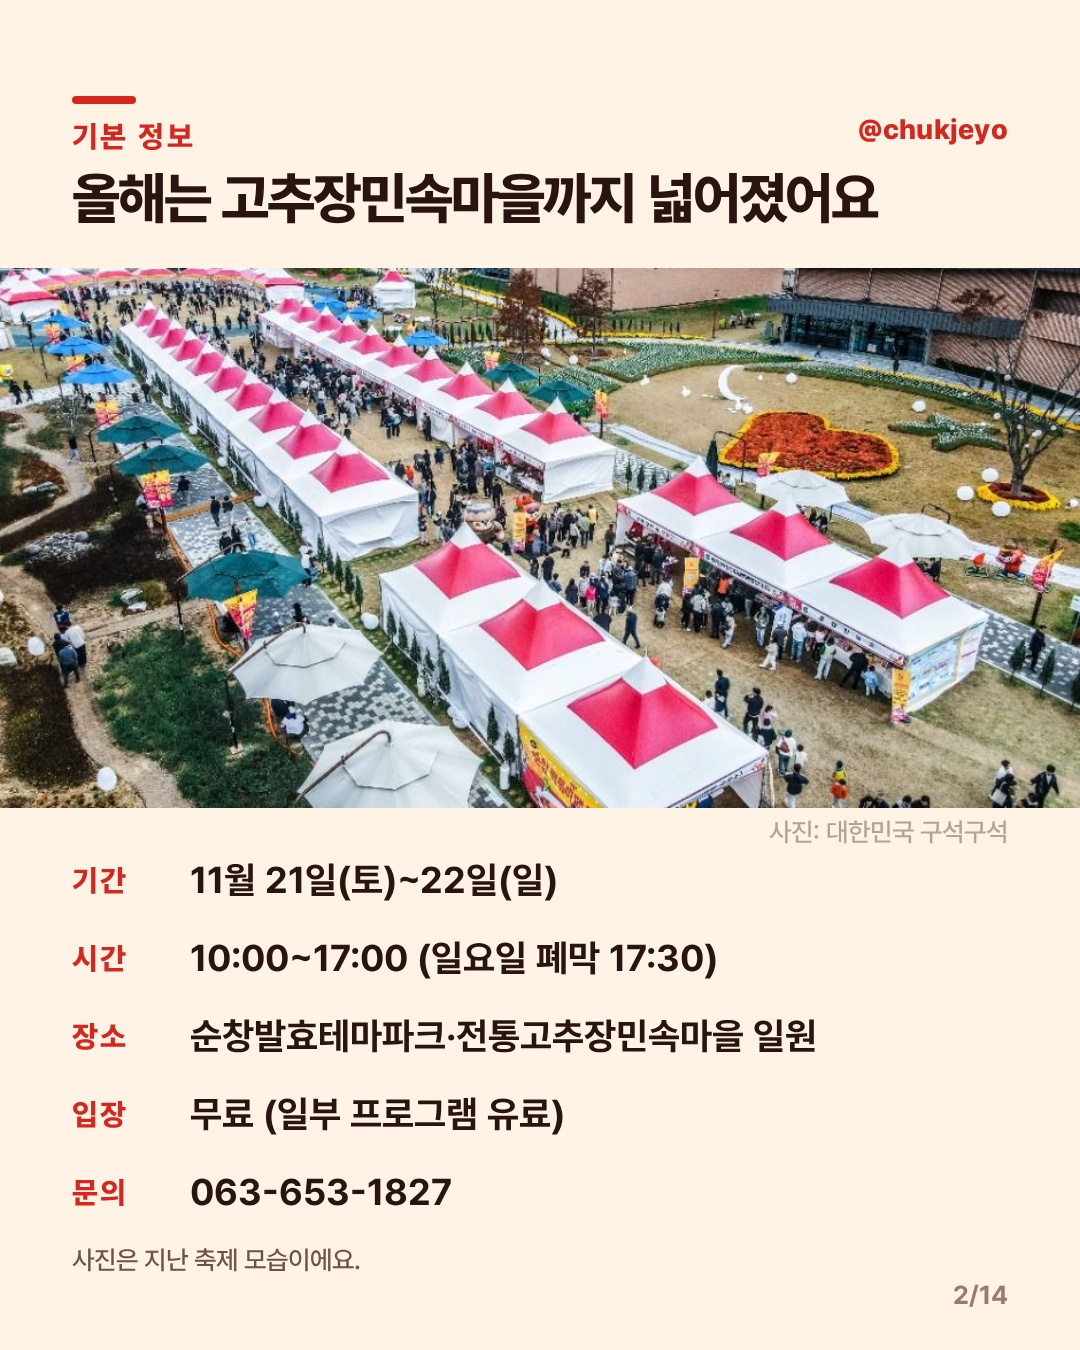 기본 정보
@chukjeyo
올해는 고추장민속마을까지 넓어졌어요
사진: 대한민국 구석구석
기간 11월 21일(토)~22일(일)
시간 10:00~17:00 (일요일 폐막 17:30)
장소 순창발효테마파크·전통고추장민속마을 일원
입장 무료 (일부 프로그램 유료)
문의 063-653-1827
사진은 지난 축제 모습이에요.
2/14